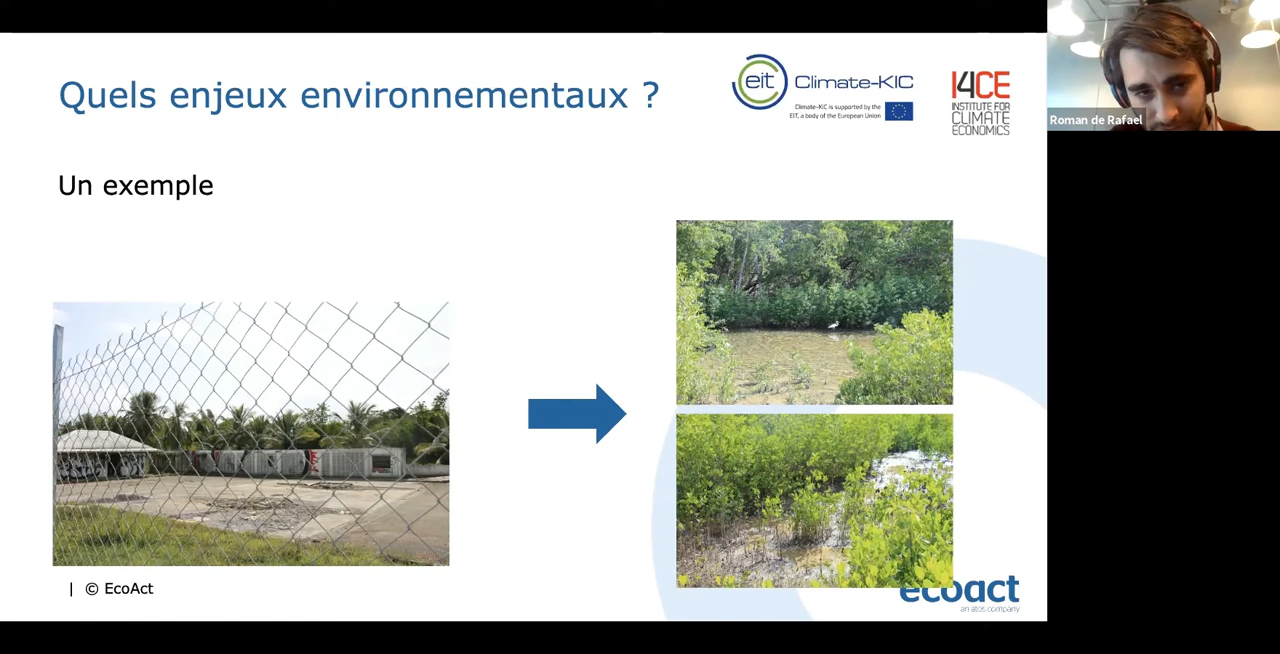 Quels enjeux environnementaux ?
eit Climate-KIC
Climate-KIC is supported by the
EIT, a body of the European Union
I4CE
INSTITUTE FOR
CLIMATE
ECONOMICS
Roman de Rafael
Un exemple
| © EcoAct
ecoact
an atos company